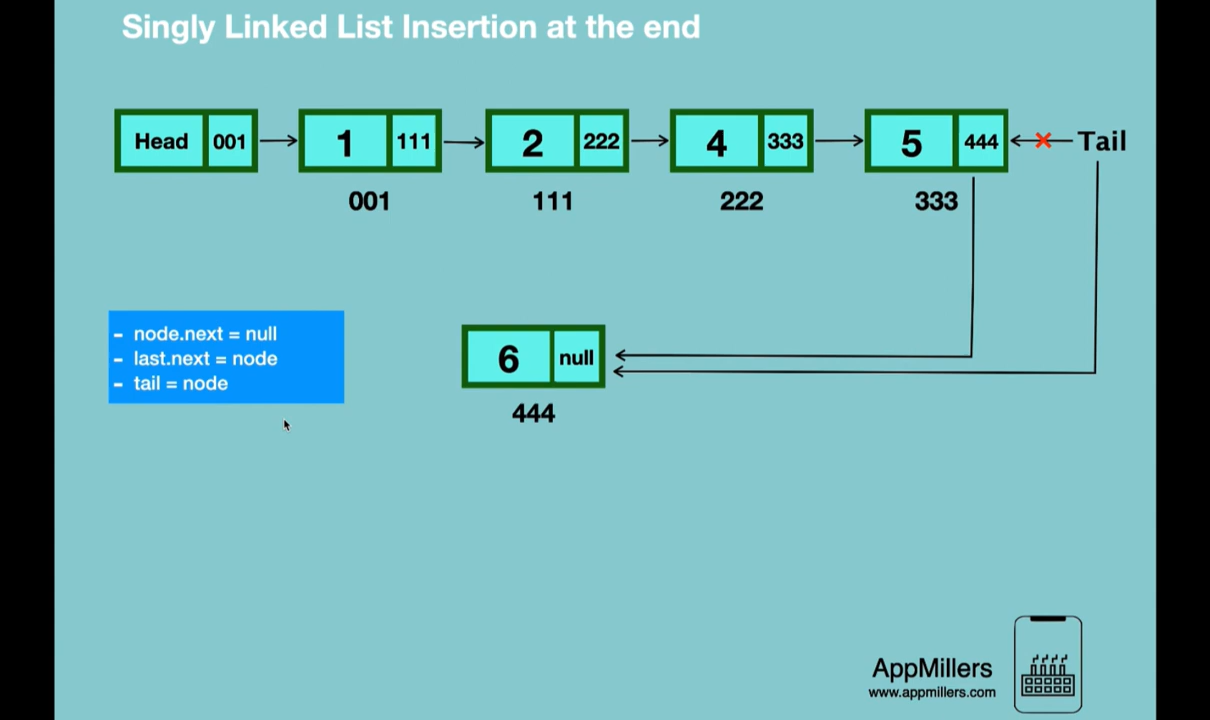 Singly Linked List Insertion at the end
Head 001 1 111 2 222 4 333 5 444 Tail
001 111 222 333
- node.next = null
- last.next = node
- tail = node
6 null
444
AppMillers
www.appmillers.com